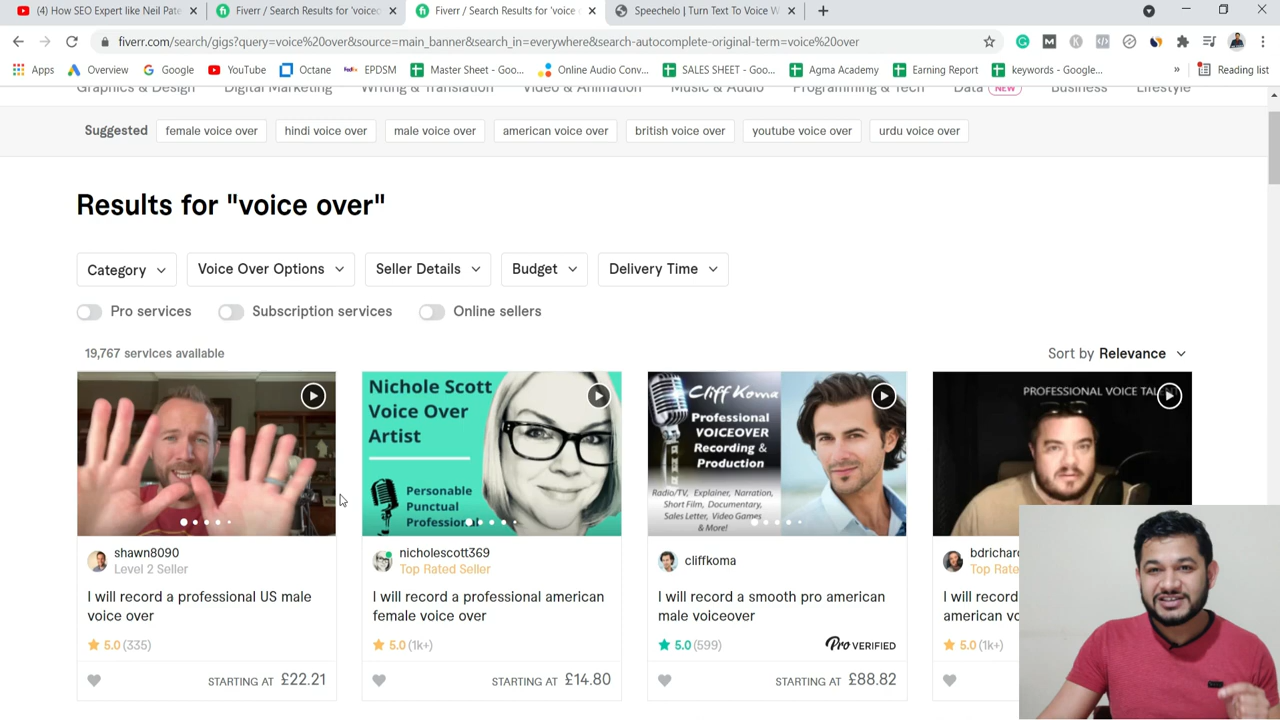 (4) How SEO Expert like Neil Pate
Fiverr / Search Results for 'voiceo
Fiverr / Search Results for 'voice
Speechelo | Turn Text To Voice W
fiverr.com/search/gigs?query=voice%20over&source=main_banner&search_in=everywhere&search-autocomplete-original-term=voice%20over
Apps
Overview
Google
YouTube
Octane
EPDSM
Master Sheet - Goo...
Online Audio Conv...
SALES SHEET - Goo...
Agma Academy
Earning Report
keywords - Google...
»
Reading list
Graphics & Design
Digital Marketing
Writing & Translation
Video & Animation
Music & Audio
Programming & Tech
Data NEW
Business
Lifestyle
Suggested
female voice over
hindi voice over
male voice over
american voice over
british voice over
youtube voice over
urdu voice over
Results for "voice over"
Category
Voice Over Options
Seller Details
Budget
Delivery Time
Pro services
Subscription services
Online sellers
19,767 services available
Sort by Relevance
Nichole Scott
Voice Over
Artist
Personable
Punctual
Profession
Cliff Koma
Professional
VOICEOVER
Recording &
Production
Radio/TV, Explainer, Narration,
Short Film, Documentary,
Sales Letter, Video Games
& More!
PROFESSIONAL VOICE TAL
shawn8090
Level 2 Seller
I will record a professional US male
voice over
5.0 (335)
STARTING AT £22.21
nicholescott369
Top Rated Seller
I will record a professional american
female voice over
5.0 (1k+)
STARTING AT £14.80
cliffkoma
I will record a smooth pro american
male voiceover
5.0 (599)
Pro VERIFIED
STARTING AT £88.82
bdrichard
Top Rate
I will record
american vo
5.0 (1k+)